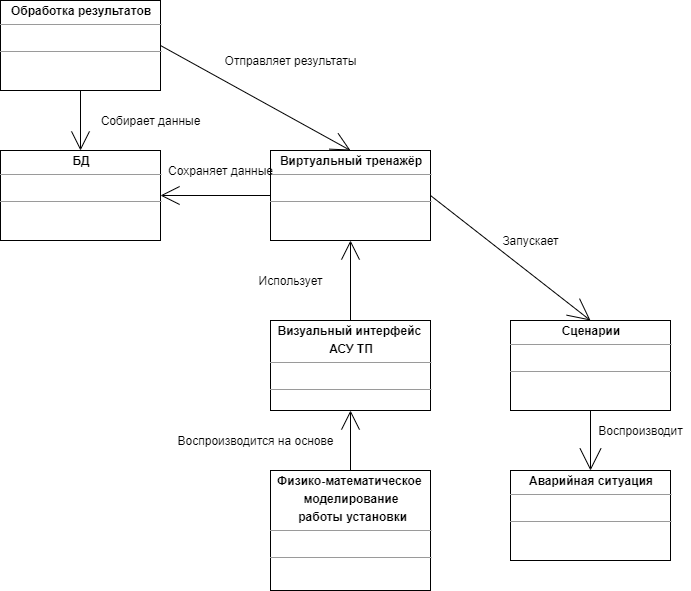 Обработка результатов
Отправляет результаты
Собирает данные
БД
Сохраняет данные
Виртуальный тренажёр
Запускает
Использует
Визуальный интерфейс
АСУ ТП
Сценарии
Воспроизводится на основе
Воспроизводит
Физико-математическое
моделирование
работы установки
Аварийная ситуация